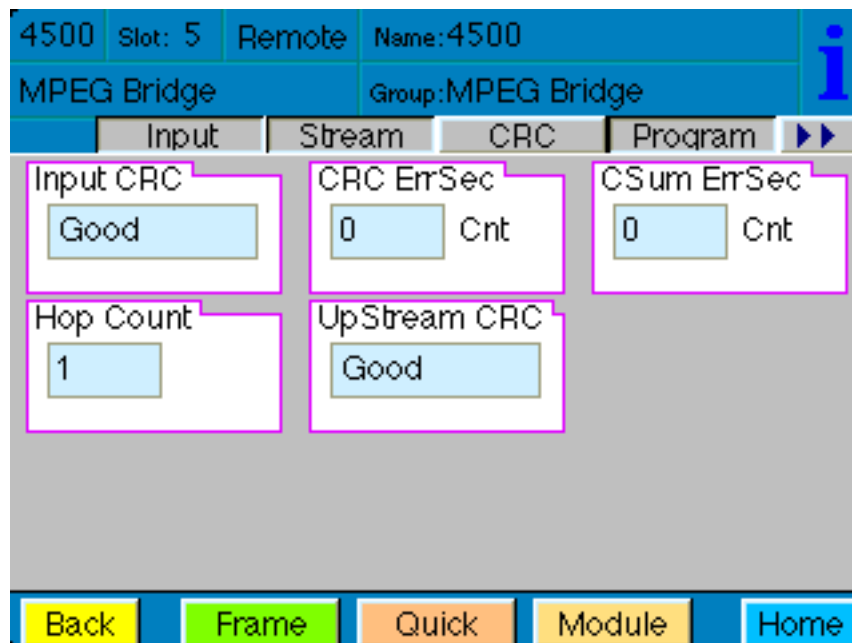 4500 Slot: 5 Remote Name:4500
MPEG Bridge Group:MPEG Bridge
Input Stream CRC Program
Input CRC CRC ErrSec CSum ErrSec
Good 0 Cnt 0 Cnt
Hop Count UpStream CRC
1 Good
Back Frame Quick Module Home